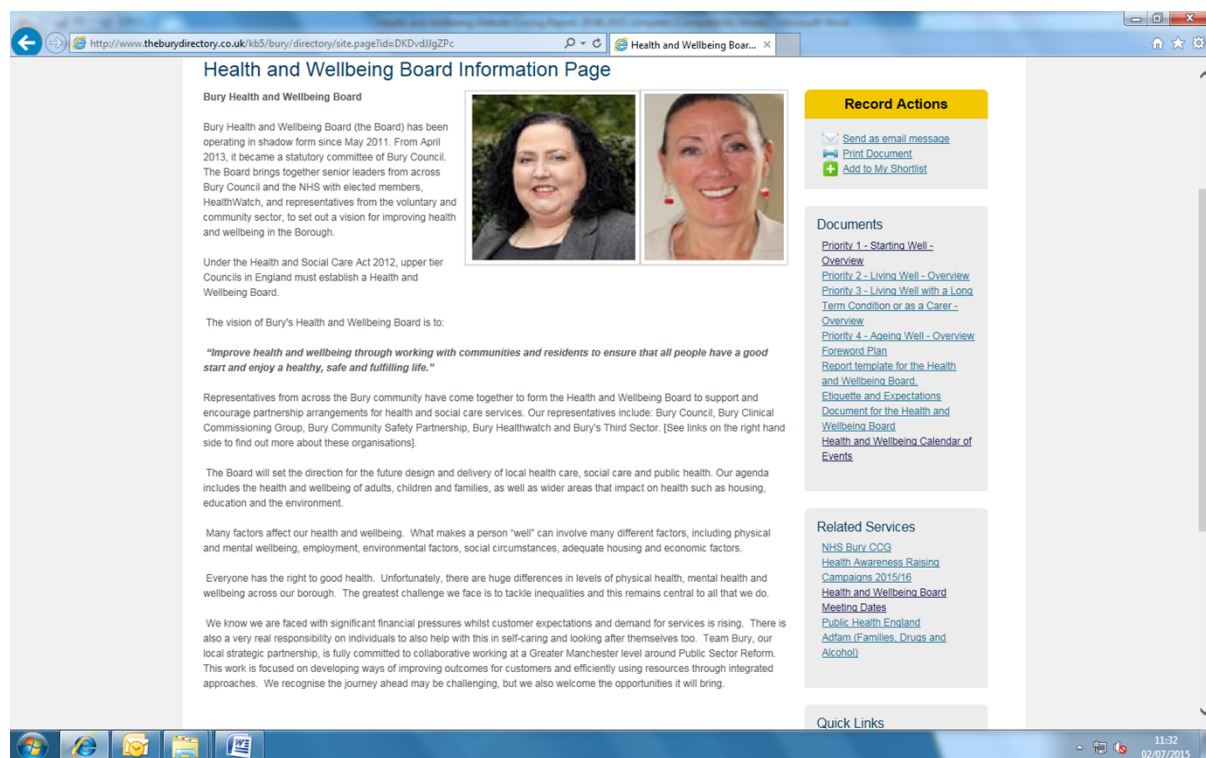 Health and Wellbeing Website Closing Report 29.06.2015 complete [Compatibility Mode] - Microsoft Word
http://www.theburydirectory.co.uk/kb5/bury/directory/site.page?id=DKDvdJJgZPc
Health and Wellbeing Boar...
Health and Wellbeing Board Information Page
Bury Health and Wellbeing Board
Bury Health and Wellbeing Board (the Board) has been
operating in shadow form since May 2011. From April
2013, it became a statutory committee of Bury Council.
The Board brings together senior leaders from across
Bury Council and the NHS with elected members,
HealthWatch, and representatives from the voluntary and
community sector, to set out a vision for improving health
and wellbeing in the Borough.
Under the Health and Social Care Act 2012, upper tier
Councils in England must establish a Health and
Wellbeing Board.
The vision of Bury's Health and Wellbeing Board is to:
“Improve health and wellbeing through working with communities and residents to ensure that all people have a good
start and enjoy a healthy, safe and fulfilling life.”
Representatives from across the Bury community have come together to form the Health and Wellbeing Board to support and
encourage partnership arrangements for health and social care services. Our representatives include: Bury Council, Bury Clinical
Commissioning Group, Bury Community Safety Partnership, Bury Healthwatch and Bury's Third Sector. [See links on the right hand
side to find out more about these organisations].
The Board will set the direction for the future design and delivery of local health care, social care and public health. Our agenda
includes the health and wellbeing of adults, children and families, as well as wider areas that impact on health such as housing,
education and the environment.
Many factors affect our health and wellbeing. What makes a person “well” can involve many different factors, including physical
and mental wellbeing, employment, environmental factors, social circumstances, adequate housing and economic factors.
Everyone has the right to good health. Unfortunately, there are huge differences in levels of physical health, mental health and
wellbeing across our borough. The greatest challenge we face is to tackle inequalities and this remains central to all that we do.
We know we are faced with significant financial pressures whilst customer expectations and demand for services is rising. There is
also a very real responsibility on individuals to also help with this in self-caring and looking after themselves too. Team Bury, our
local strategic partnership, is fully committed to collaborative working at a Greater Manchester level around Public Sector Reform.
This work is focused on developing ways of improving outcomes for customers and efficiently using resources through integrated
approaches. We recognise the journey ahead may be challenging, but we also welcome the opportunities it will bring.
Record Actions
Send as email message
Print Document
Add to My Shortlist
Documents
Priority 1 - Starting Well -
Overview
Priority 2 - Living Well - Overview
Priority 3 - Living Well with a Long
Term Condition or as a Carer -
Overview
Priority 4 - Ageing Well - Overview
Foreword Plan
Report template for the Health
and Wellbeing Board.
Etiquette and Expectations
Document for the Health and
Wellbeing Board
Health and Wellbeing Calendar of
Events
Related Services
NHS Bury CCG
Health Awareness Raising
Campaigns 2015/16
Health and Wellbeing Board
Meeting Dates
Public Health England
Adfam (Families, Drugs and
Alcohol)
Quick Links
11:32
02/07/2015